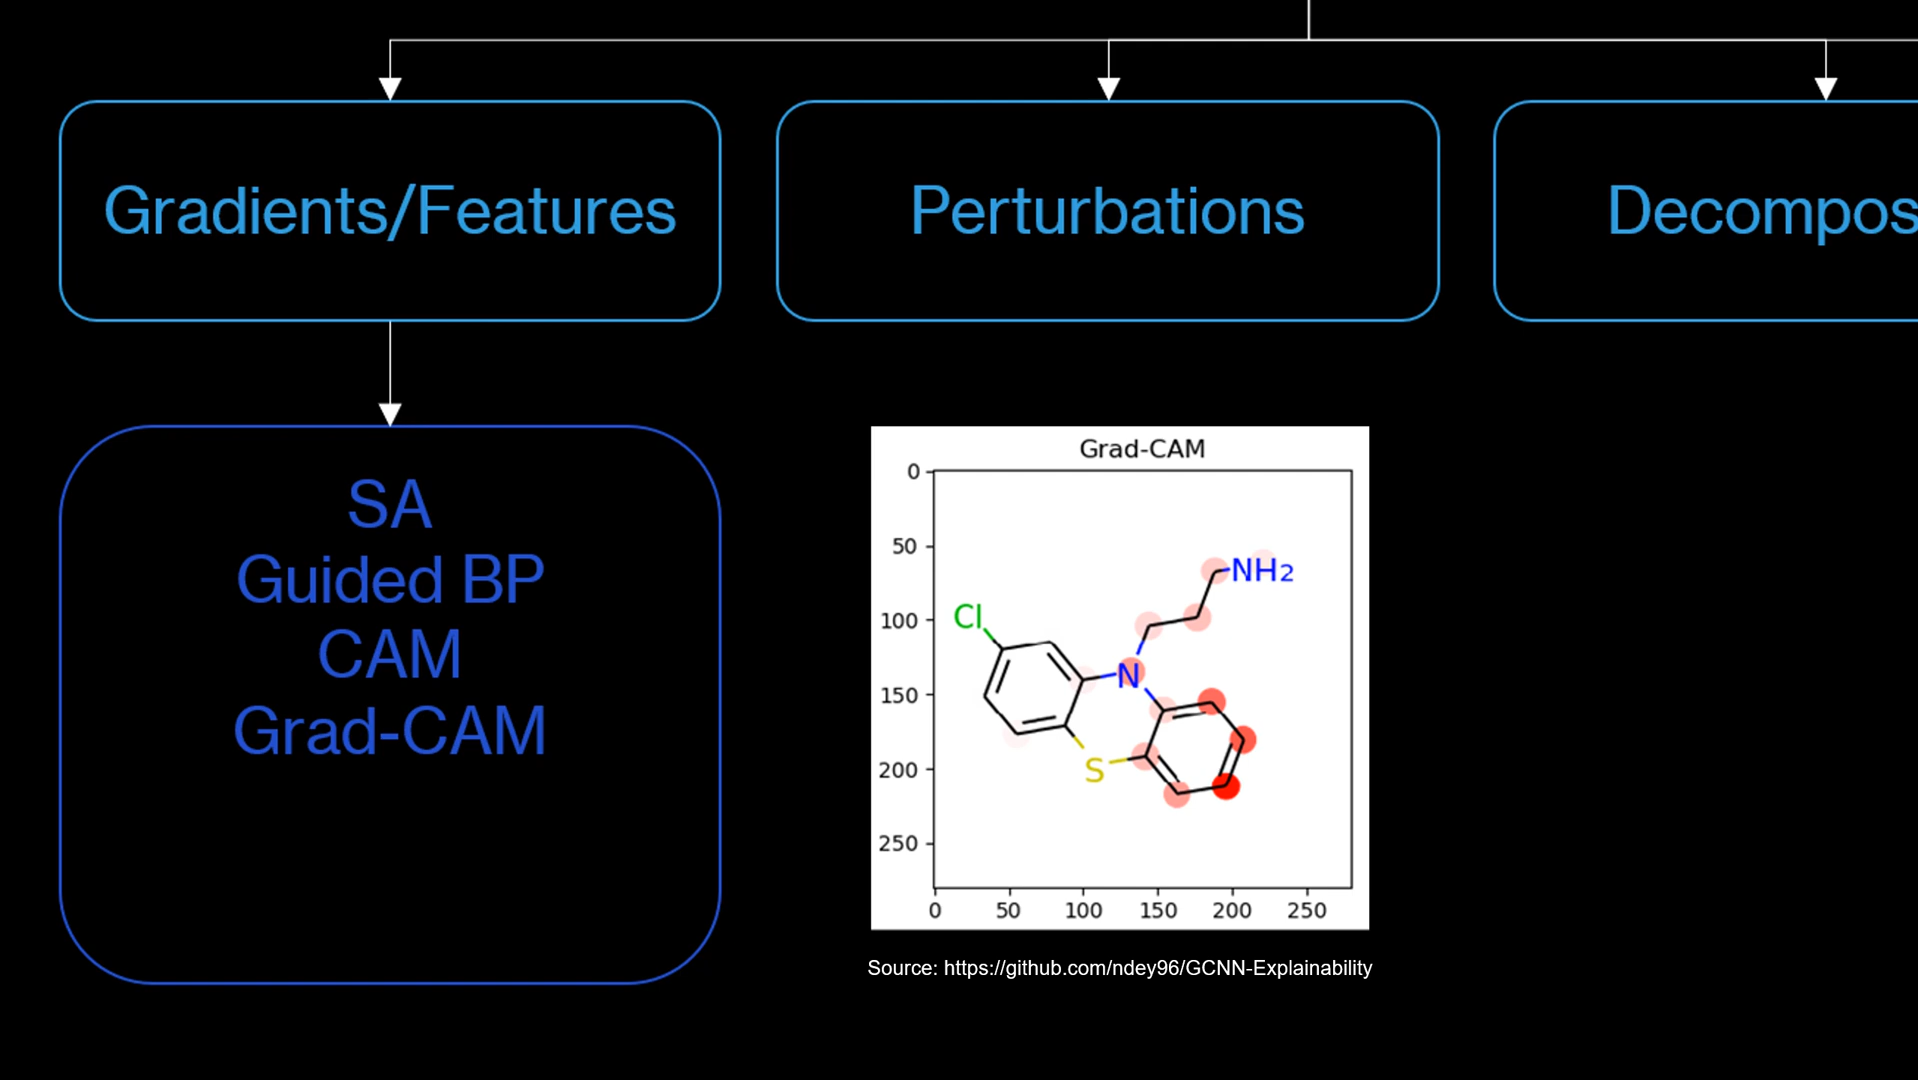 Gradients/Features
Perturbations
Decompos
SA
Guided BP
CAM
Grad-CAM
Grad-CAM
0
50
100
150
200
250
NH2
Cl
N
S
0 50 100 150 200 250
Source: https://github.com/ndey96/GCNN-Explainability